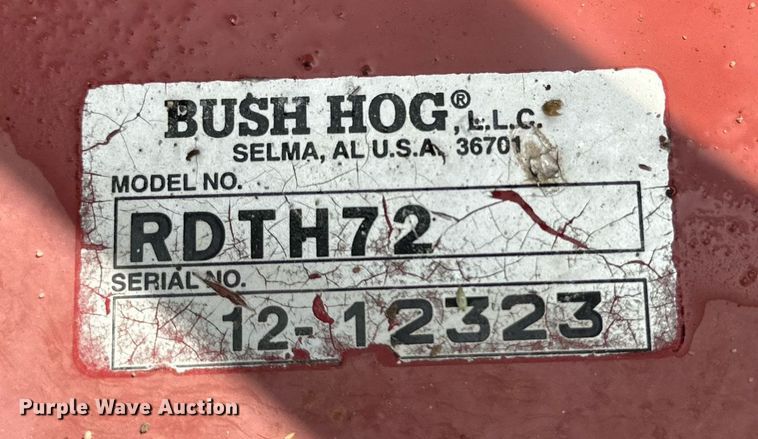 BUSH HOG®, L.L.C.
SELMA, AL U.S.A. 36701
MODEL NO.
RDTH72
SERIAL NO.
12-12323
Purple Wave Auction